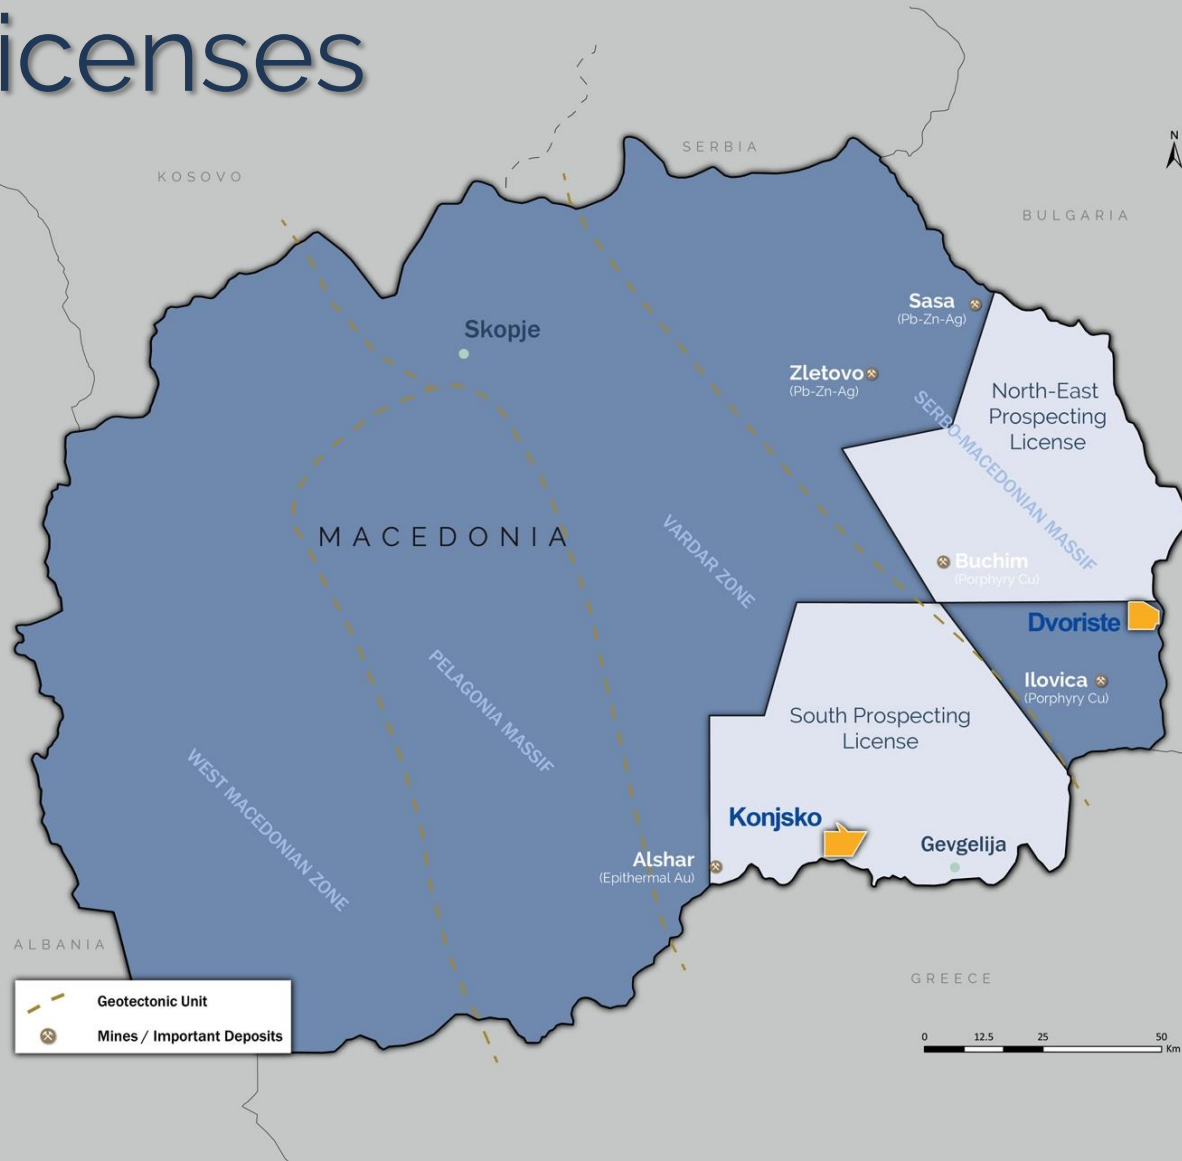 icenses
SERBIA
KOSOVO
N
BULGARIA
Sasa
(Pb-Zn-Ag)
Skopje
Zletovo
(Pb-Zn-Ag)
North-East
Prospecting
License
SERBO-MACEDONIAN MASSIF
MACEDONIA
VARDAR ZONE
Buchim
(Porphyry Cu)
Dvoriste
PELAGONIA MASSIF
Ilovica
(Porphyry Cu)
South Prospecting
License
WEST MACEDONIAN ZONE
Konjsko
Gevgelija
Alshar
(Epithermal Au)
ALBANIA
GREECE
Geotectonic Unit
Mines / Important Deposits
0 12.5 25 50
Km